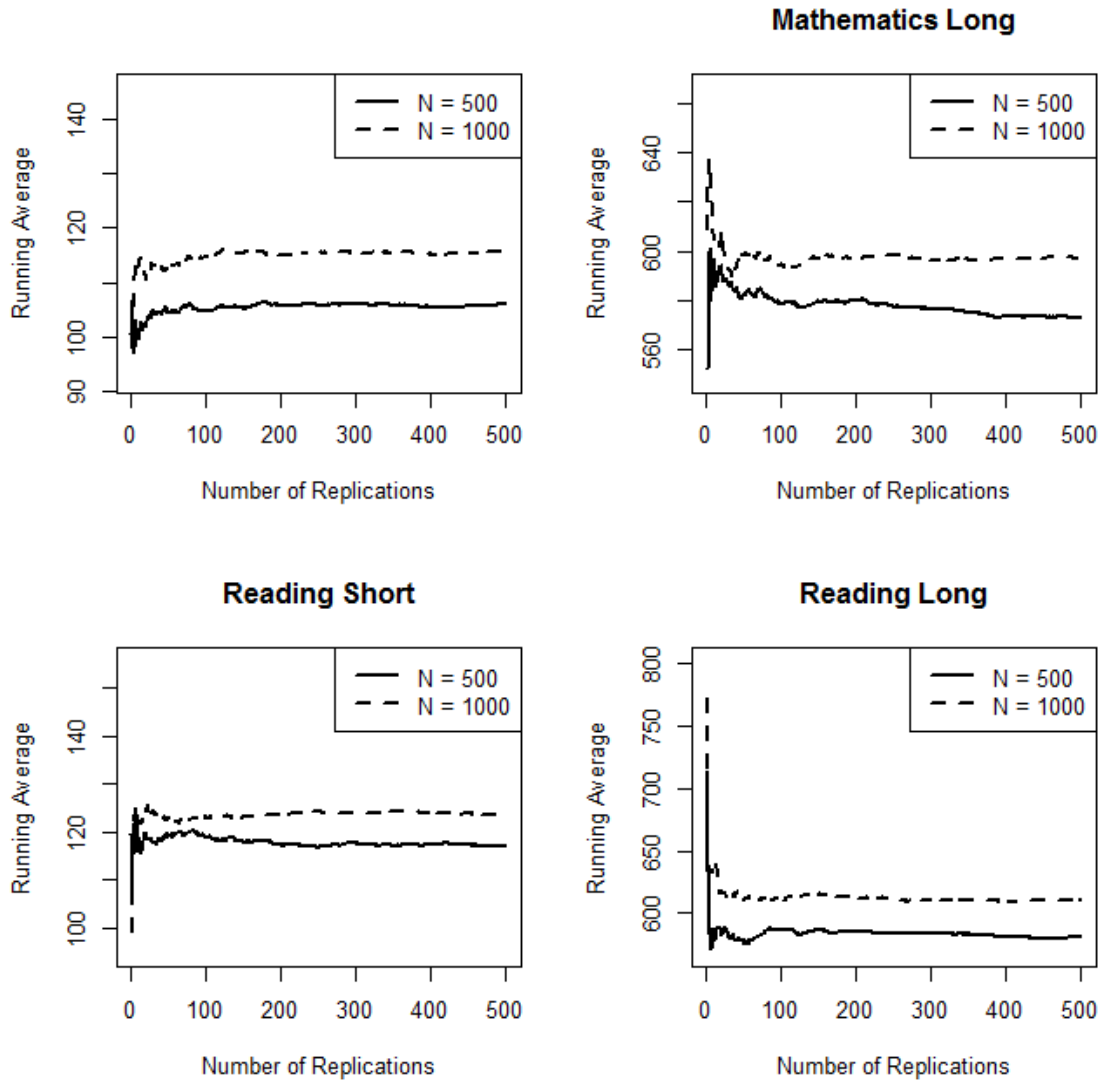 Mathematics Long
N = 500
N = 1000
140
120
100
90
Running Average
0 100 200 300 400 500
Number of Replications
N = 500
N = 1000
640
600
560
Running Average
0 100 200 300 400 500
Number of Replications
Reading Short
N = 500
N = 1000
140
120
100
Running Average
0 100 200 300 400 500
Number of Replications
Reading Long
N = 500
N = 1000
800
750
700
650
600
Running Average
0 100 200 300 400 500
Number of Replications